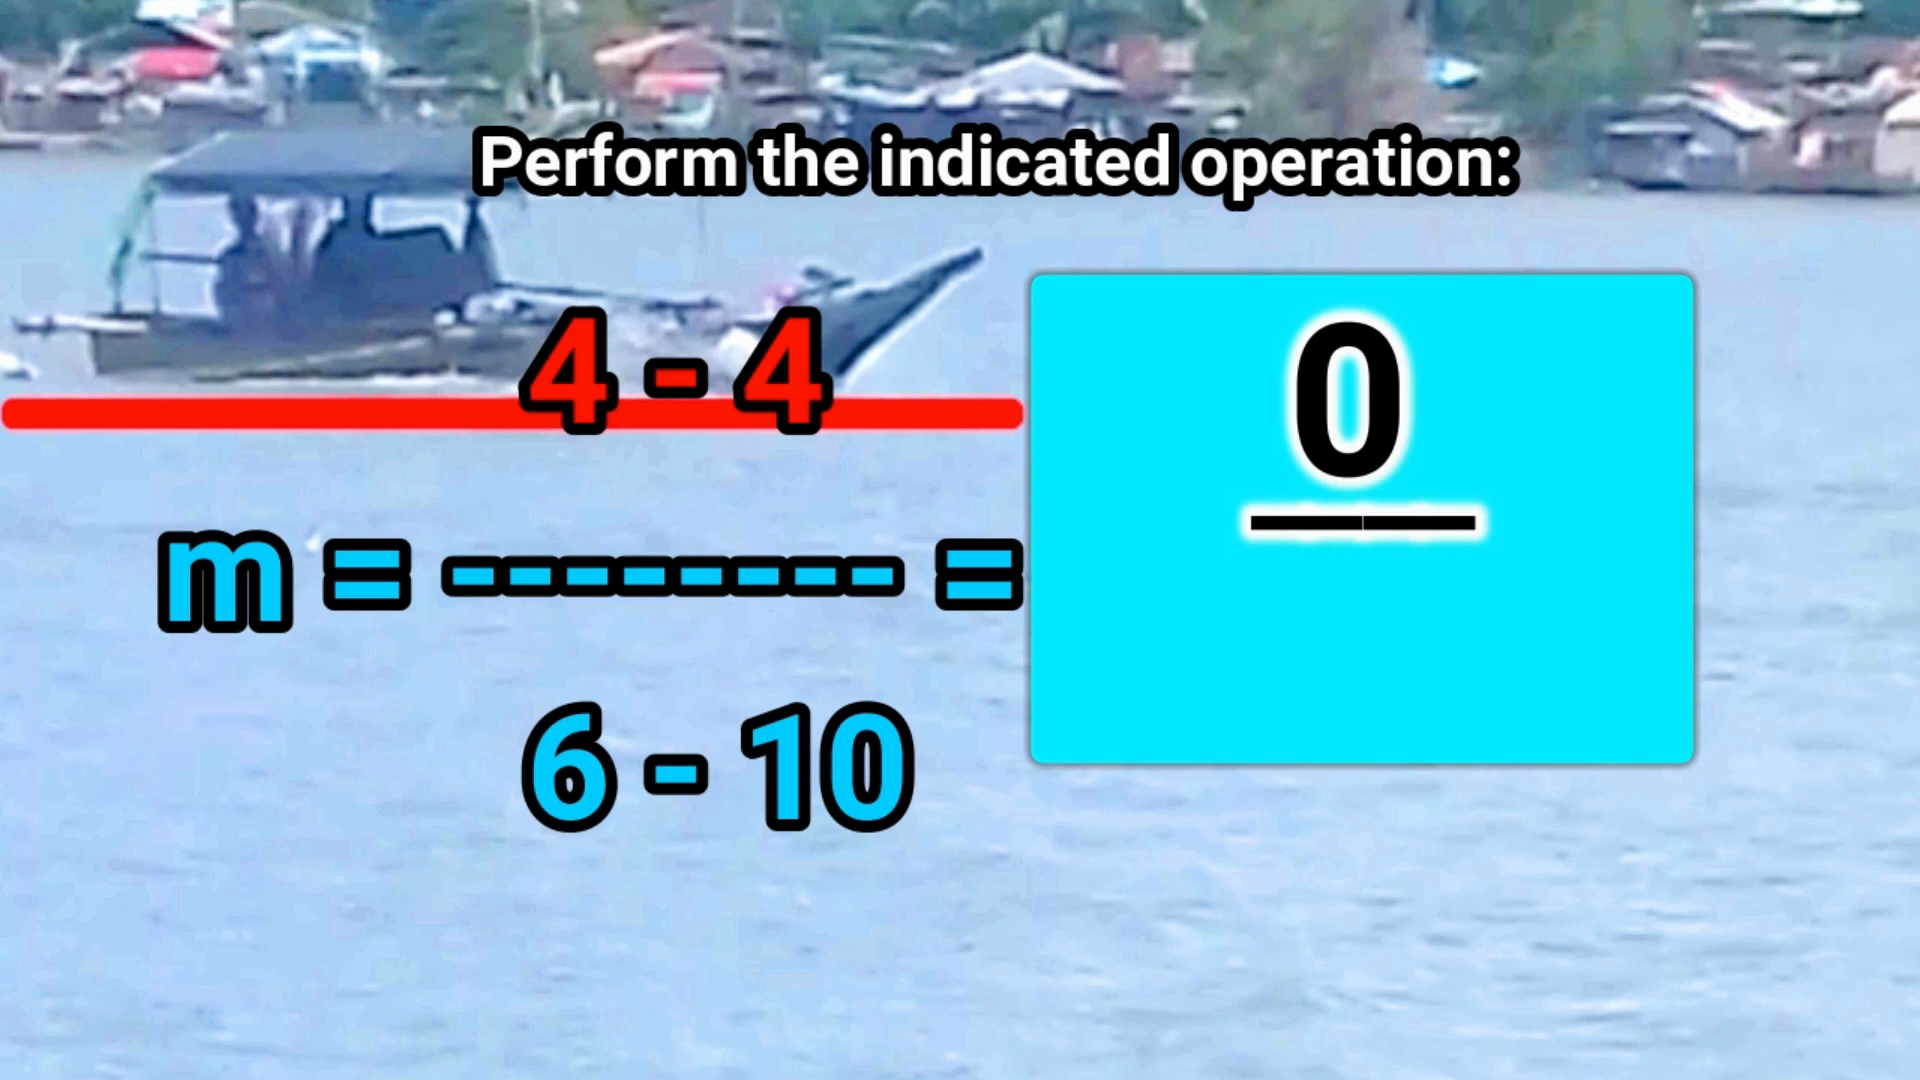 Perform the indicated operation:
4 - 4
m = -------- =
6 - 10
0